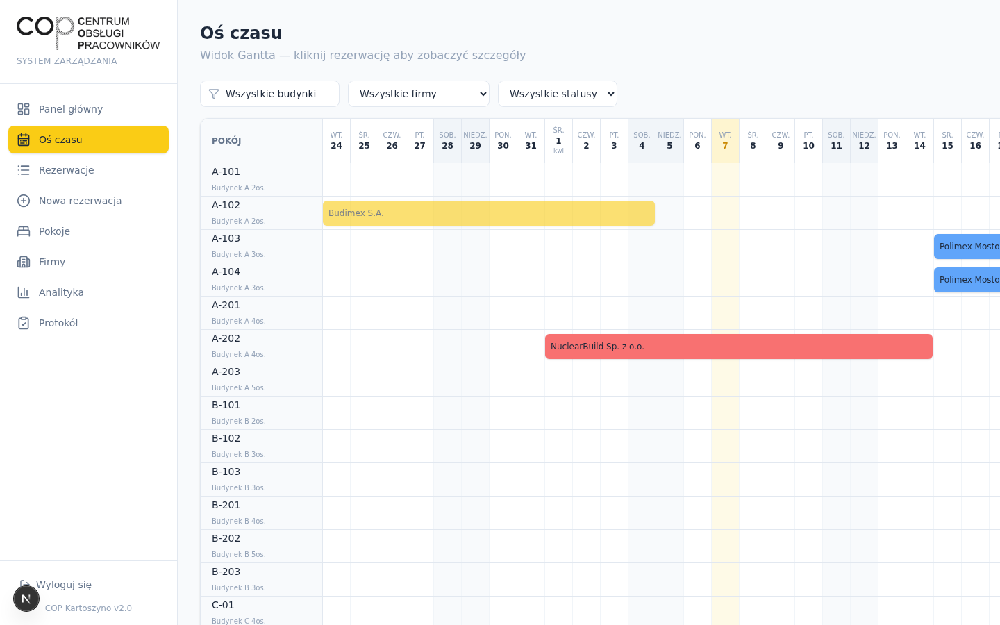 COP CENTRUM
OBSŁUGI
PRACOWNIKÓW
SYSTEM ZARZĄDZANIA
Panel główny
Oś czasu
Rezerwacje
Nowa rezerwacja
Pokoje
Firmy
Analityka
Protokół
Wyloguj się
N
COP Kartoszyno v2.0
Oś czasu
Widok Gantta — kliknij rezerwację aby zobaczyć szczegóły
Wszystkie budynki
Wszystkie firmy
Wszystkie statusy
POKÓJ
WT. 24
ŚR. 25
CZW. 26
PT. 27
SOB. 28
NIEDZ. 29
PON. 30
WT. 31
ŚR. 1 kwi
CZW. 2
PT. 3
SOB. 4
NIEDZ. 5
PON. 6
WT. 7
ŚR. 8
CZW. 9
PT. 10
SOB. 11
NIEDZ. 12
PON. 13
WT. 14
ŚR. 15
CZW. 16
A-101
Budynek A 2os.
A-102
Budynek A 2os.
Budimex S.A.
A-103
Budynek A 3os.
Polimex Mosto
A-104
Budynek A 3os.
Polimex Mosto
A-201
Budynek A 4os.
A-202
Budynek A 4os.
NuclearBuild Sp. z o.o.
A-203
Budynek A 5os.
B-101
Budynek B 2os.
B-102
Budynek B 3os.
B-103
Budynek B 3os.
B-201
Budynek B 4os.
B-202
Budynek B 5os.
B-203
Budynek B 3os.
C-01
Budynek C 4os.